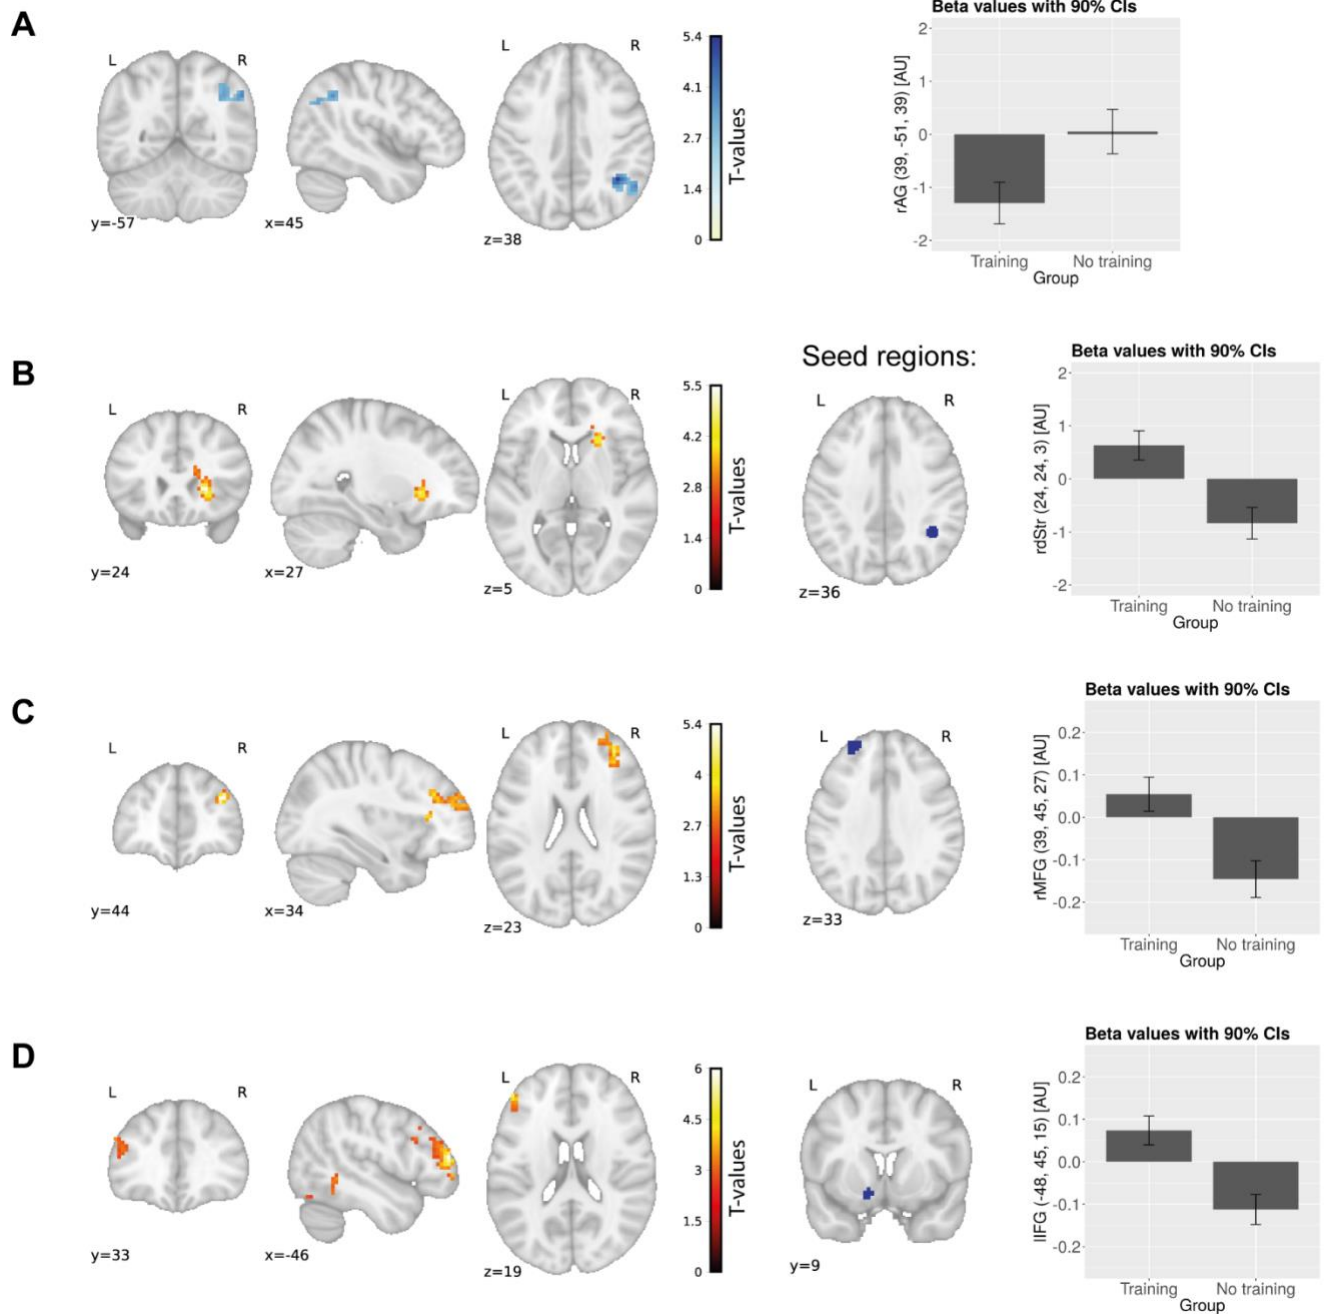 A
L R
y=-57
x=45
L R
z=38
5.4
4.1
2.7
1.4
0
T-values
Beta values with 90% CIs
rAG (39, -51, 39) [AU]
2
1
0
-1
-2
Training No training
Group
B
L R
y=24
x=27
L R
z=5
5.5
4.2
2.8
1.4
0
T-values
Seed regions:
L R
z=36
Beta values with 90% CIs
rdStr (24, 24, 3) [AU]
2
1
0
-1
-2
Training No training
Group
C
L R
y=44
x=34
L R
z=23
5.4
4
2.7
1.3
0
T-values
L R
z=33
Beta values with 90% CIs
rMFG (39, 45, 27) [AU]
0.2
0.1
0.0
-0.1
-0.2
Training No training
Group
D
L R
y=33
x=-46
L R
z=19
6
4.5
3
1.5
0
T-values
L R
y=9
Beta values with 90% CIs
lIFG (-48, 45, 15) [AU]
0.2
0.1
0.0
-0.1
-0.2
Training No training
Group